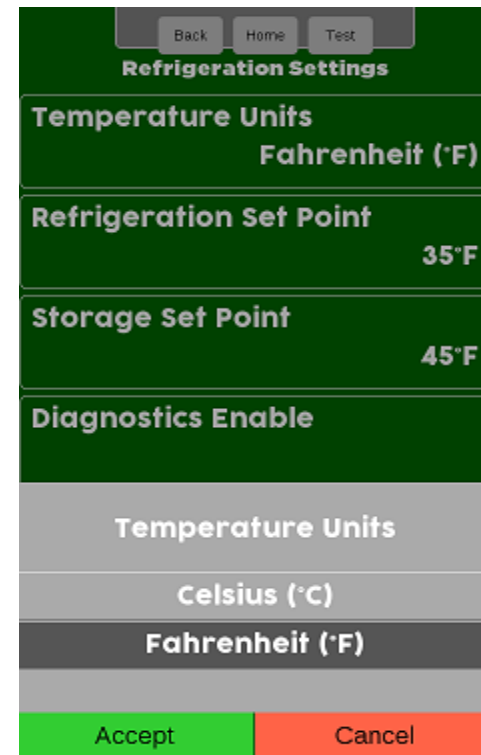 Back Home Test
Refrigeration Settings
Temperature Units
Fahrenheit (°F)
Refrigeration Set Point
35°F
Storage Set Point
45°F
Diagnostics Enable
Temperature Units
Celsius (°C)
Fahrenheit (°F)
Accept Cancel